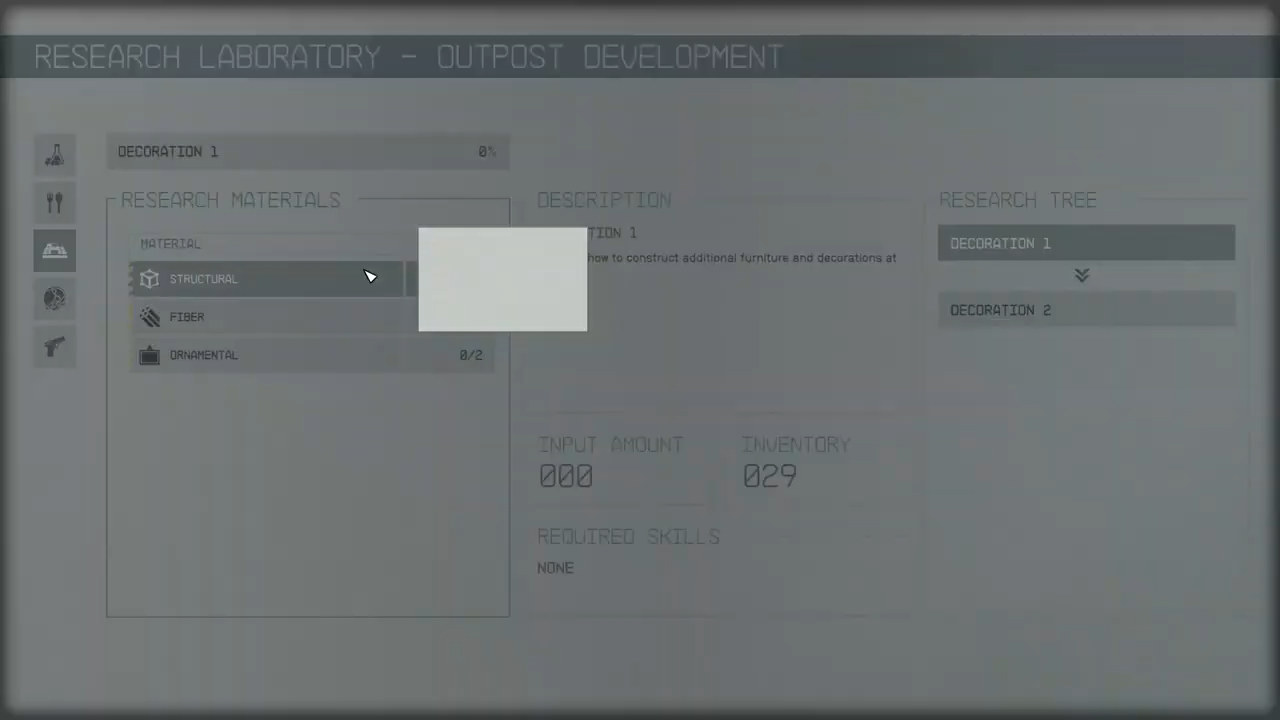 RESEARCH LABORATORY - OUTPOST DEVELOPMENT
DECORATION 1 0%
RESEARCH MATERIALS
MATERIAL
STRUCTURAL
FIBER
ORNAMENTAL 0/2
DESCRIPTION
1
how to construct additional furniture and decorations at
INPUT AMOUNT INVENTORY
000 029
REQUIRED SKILLS
NONE
RESEARCH TREE
DECORATION 1
DECORATION 2